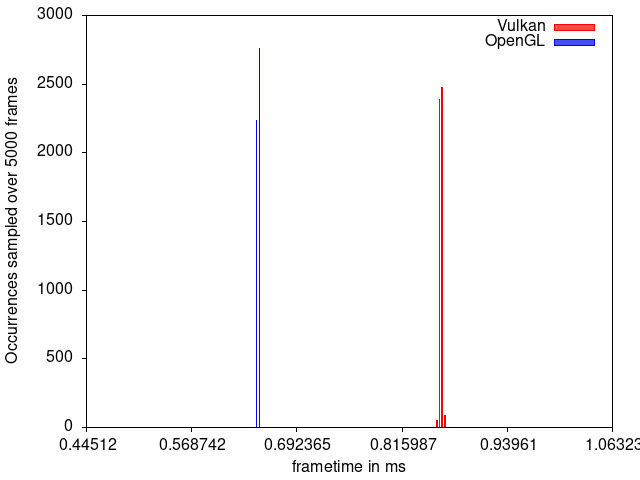 3000
2500
2000
1500
1000
500
0
Occurrences sampled over 5000 frames
Vulkan
OpenGL
0.44512 0.568742 0.692365 0.815987 0.93961 1.06323
frametime in ms